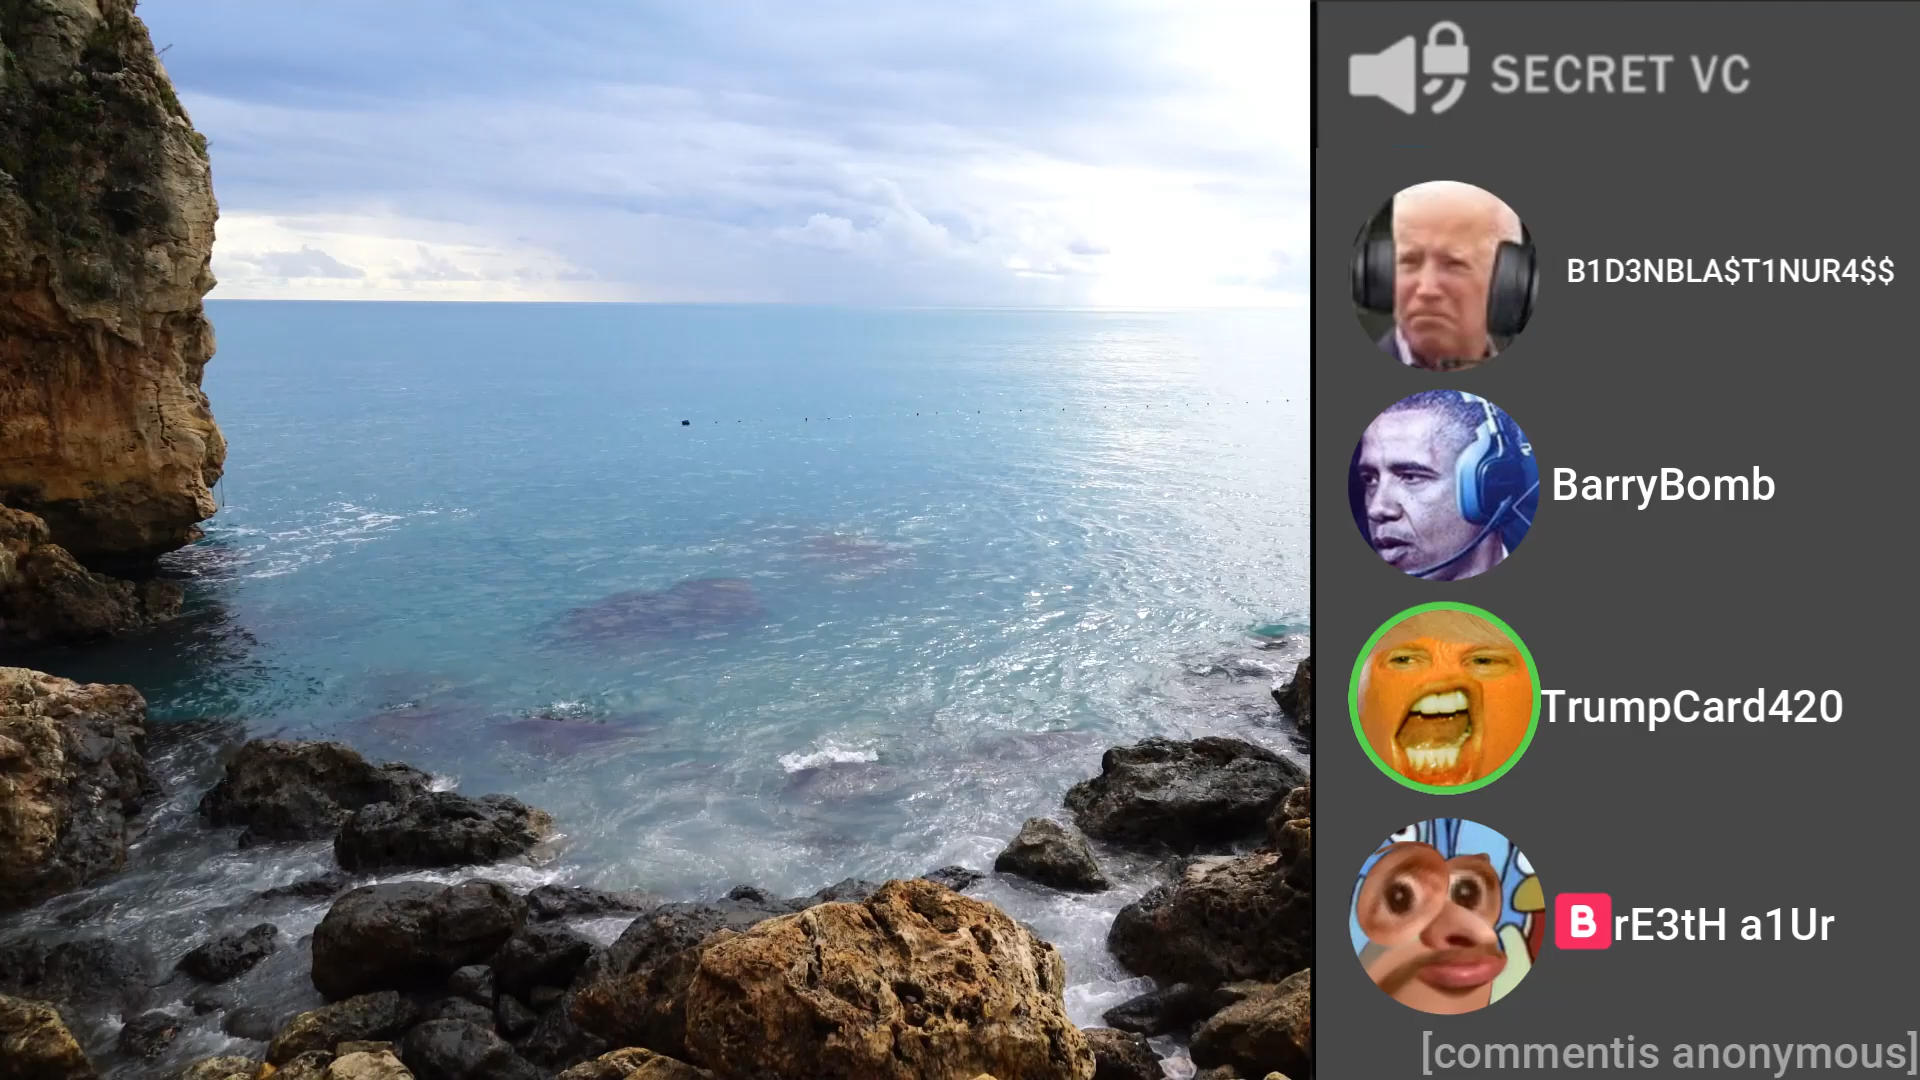 SECRET VC
B1D3NBLA$T1NUR4$$
BarryBomb
TrumpCard420
🅱rE3tH a1Ur
[commentis anonymous]